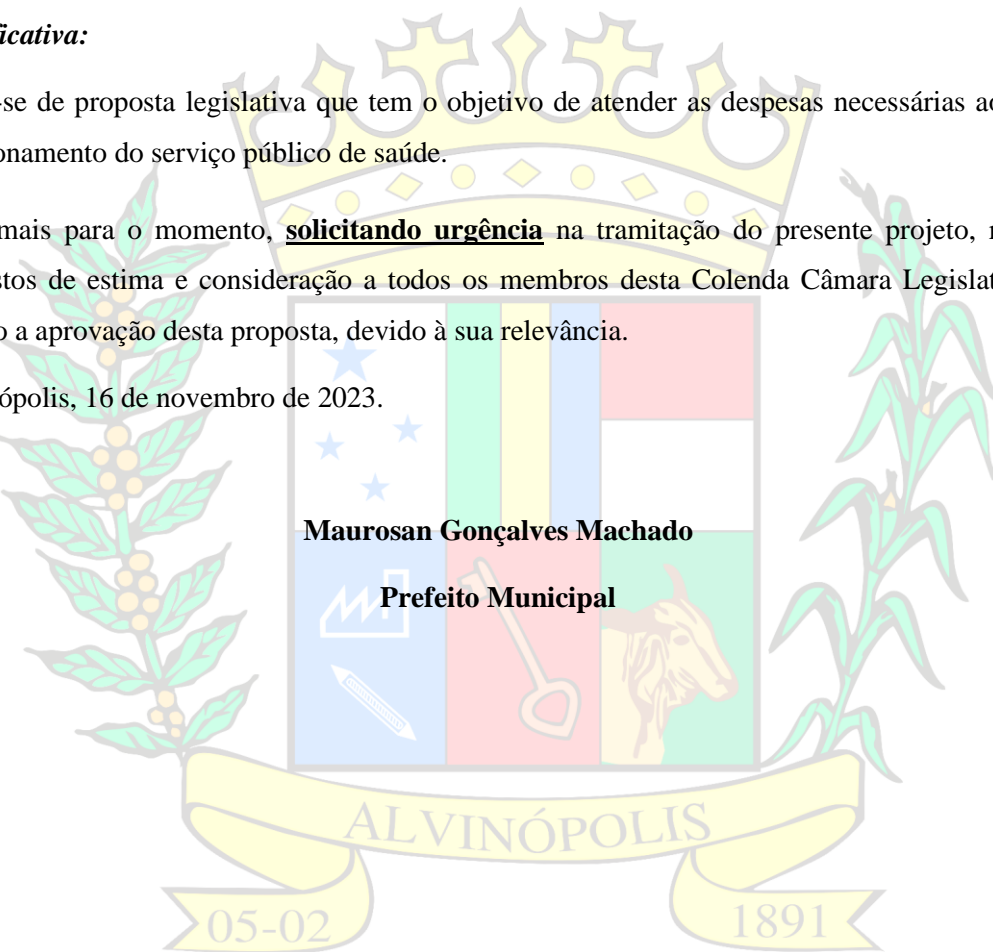 ficativa:
-se de proposta legislativa que tem o objetivo de atender as despesas necessárias ao
onamento do serviço público de saúde.
mais para o momento, solicitando urgência na tramitação do presente projeto, r
stos de estima e consideração a todos os membros desta Colenda Câmara Legislat
o a aprovação desta proposta, devido à sua relevância.
ópolis, 16 de novembro de 2023.
Maurosan Gonçalves Machado
Prefeito Municipal
ALVINÓPOLIS
05-02
1891